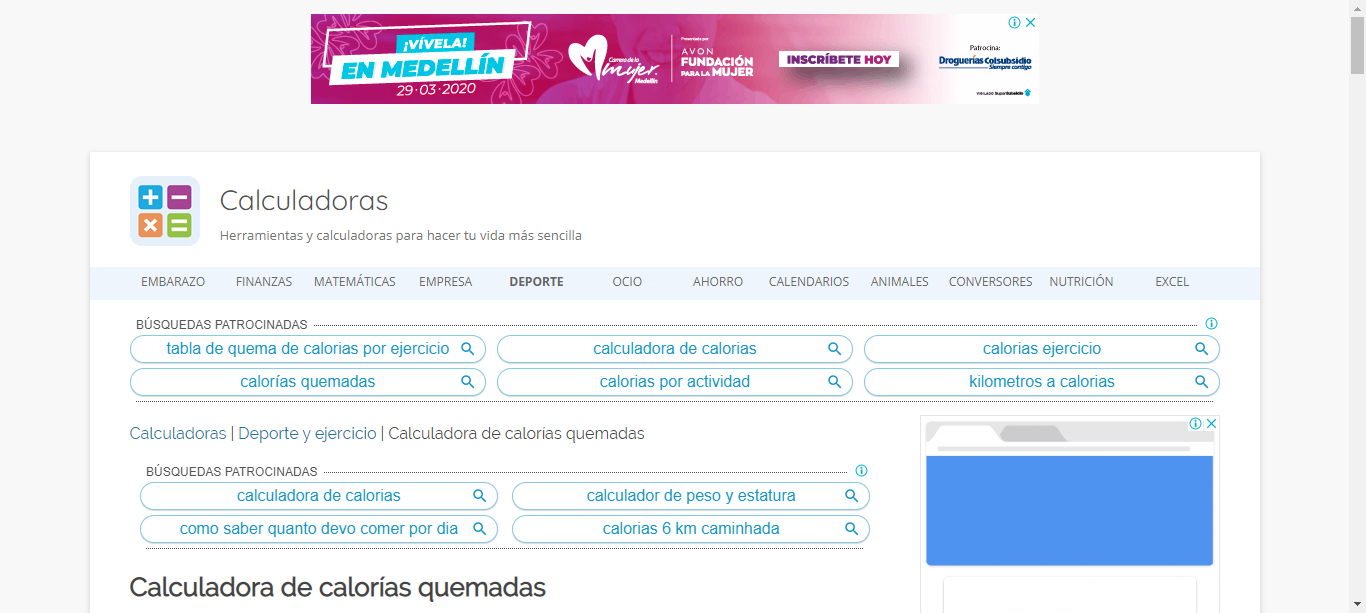 ¡VÍVELA!
EN MEDELLÍN
29·03·2020
Carrera de la
mujer.
Medellín
Presentada por:
AVON
FUNDACIÓN
PARA LA MUJER
INSCRÍBETE HOY
Patrocina:
Droguerías Colsubsidio
Siempre contigo
VIGILADO SuperSubsidio
Calculadoras
Herramientas y calculadoras para hacer tu vida más sencilla
EMBARAZO FINANZAS MATEMÁTICAS EMPRESA DEPORTE OCIO AHORRO CALENDARIOS ANIMALES CONVERSORES NUTRICIÓN EXCEL
BÚSQUEDAS PATROCINADAS
tabla de quema de calorias por ejercicio calculadora de calorias calorias ejercicio
calorías quemadas calorias por actividad kilometros a calorias
Calculadoras | Deporte y ejercicio | Calculadora de calorías quemadas
BÚSQUEDAS PATROCINADAS
calculadora de calorias calculador de peso y estatura
como saber quanto devo comer por dia calorias 6 km caminhada
Calculadora de calorías quemadas